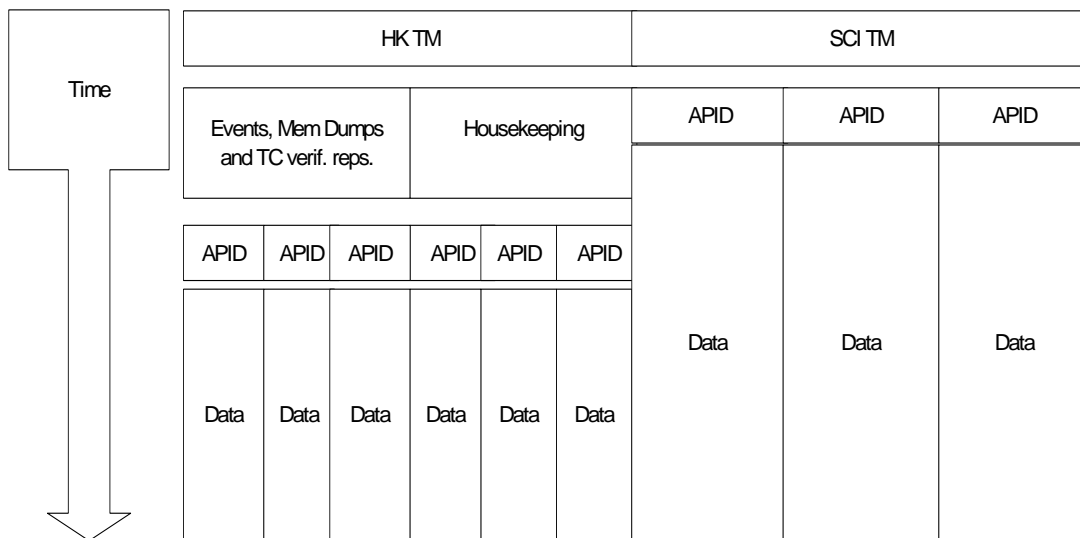 HK TM
SCI TM
Time
Events, Mem Dumps
and TC verif. reps.
Housekeeping
APID
APID
APID
APID
APID
APID
APID
APID
APID
Data
Data
Data
Data
Data
Data
Data
Data
Data